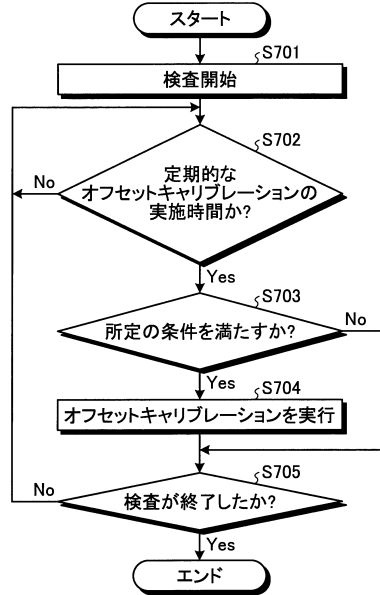 スタート
S701
検査開始
S702
定期的な
オフセットキャリブレーションの
実施時間か?
No
Yes
S703
所定の条件を満たすか?
No
Yes
S704
オフセットキャリブレーションを実行
S705
検査が終了したか?
No
Yes
エンド